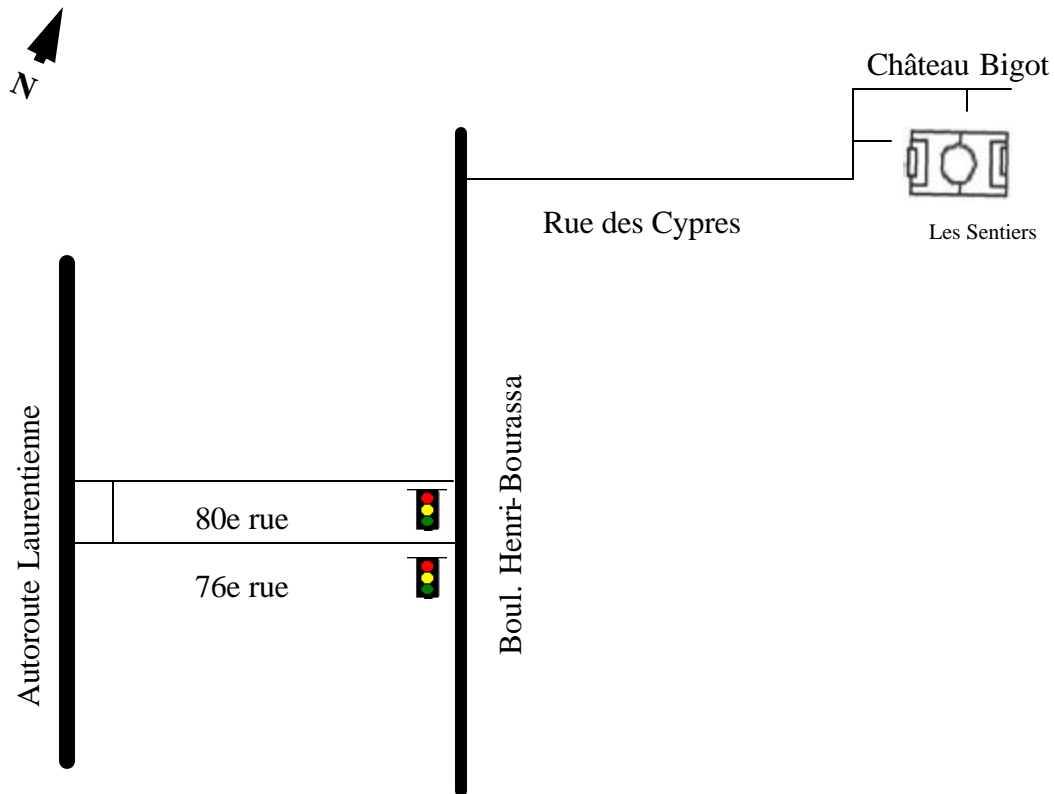 N
Château Bigot
Rue des Cypres
Les Sentiers
Autoroute Laurentienne
Boul. Henri-Bourassa
80e rue
76e rue